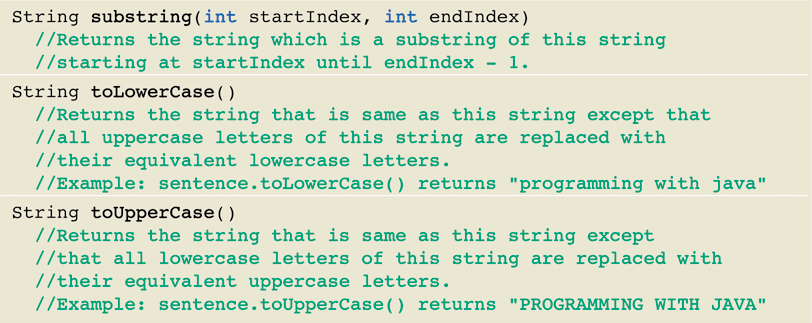 String substring(int startIndex, int endIndex)
//Returns the string which is a substring of this string
//starting at startIndex until endIndex - 1.
String toLowerCase()
//Returns the string that is same as this string except that
//all uppercase letters of this string are replaced with
//their equivalent lowercase letters.
//Example: sentence.toLowerCase() returns "programming with java"
String toUpperCase()
//Returns the string that is same as this string except
//that all lowercase letters of this string are replaced with
//their equivalent uppercase letters.
//Example: sentence.toUpperCase() returns "PROGRAMMING WITH JAVA"